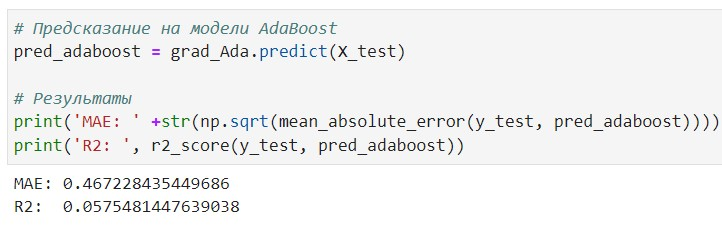 # Предсказание на модели AdaBoost
pred_adaboost = grad_Ada.predict(X_test)
# Результаты
print('MAE: ' +str(np.sqrt(mean_absolute_error(y_test, pred_adaboost))))
print('R2: ', r2_score(y_test, pred_adaboost))
MAE: 0.467228435449686
R2:  0.0575481447639038